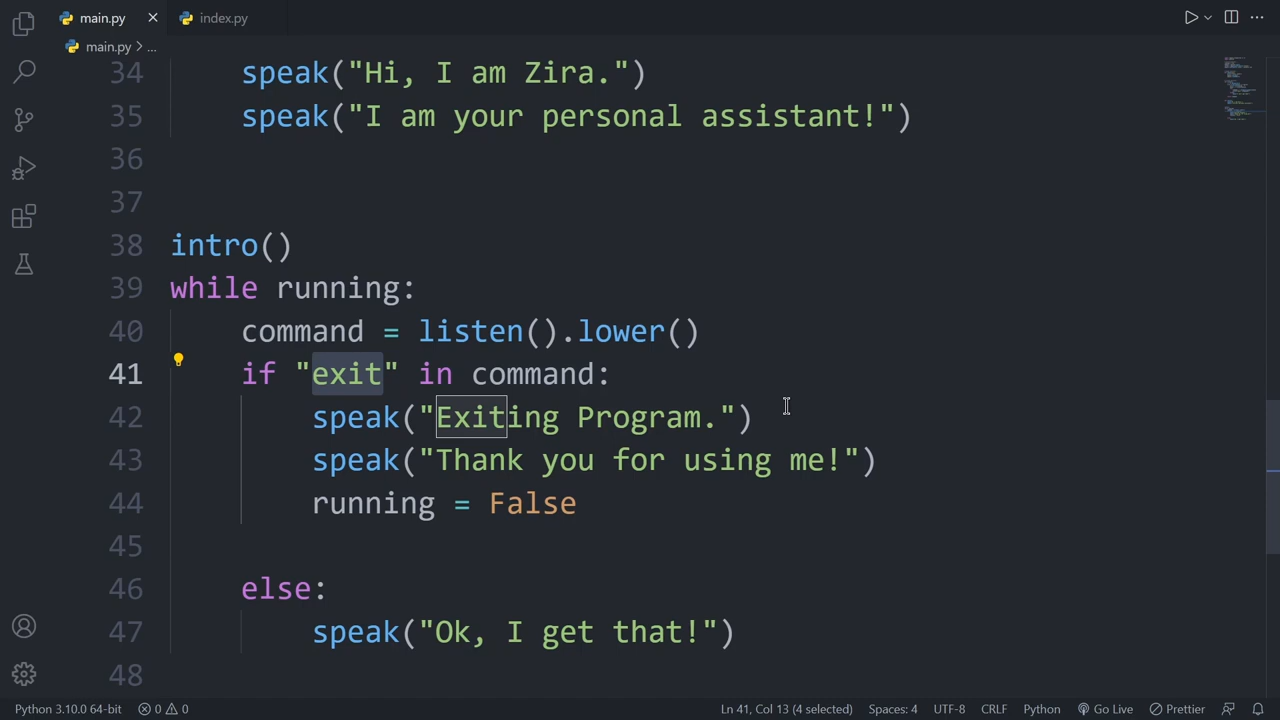 main.py
index.py
main.py > ...
34 speak("Hi, I am Zira.")
35 speak("I am your personal assistant!")
36
37
38 intro()
39 while running:
40 command = listen().lower()
41 if "exit" in command:
42 speak("Exiting Program.")
43 speak("Thank you for using me!")
44 running = False
45
46 else:
47 speak("Ok, I get that!")
48
Python 3.10.0 64-bit 0 0 Ln 41, Col 13 (4 selected) Spaces: 4 UTF-8 CRLF Python Go Live Prettier